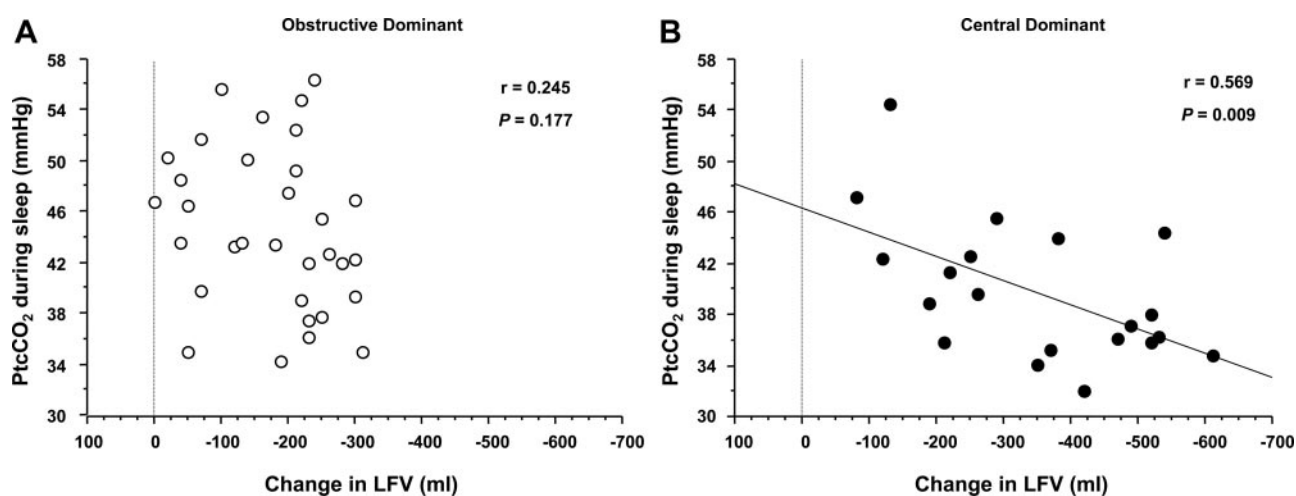 A
Obstructive Dominant
PtcCO₂ during sleep (mmHg)
58
54
50
46
42
38
34
30
r = 0.245
P = 0.177
100 0 -100 -200 -300 -400 -500 -600 -700
Change in LFV (ml)
B
Central Dominant
PtcCO₂ during sleep (mmHg)
58
54
50
46
42
38
34
30
r = 0.569
P = 0.009
100 0 -100 -200 -300 -400 -500 -600 -700
Change in LFV (ml)